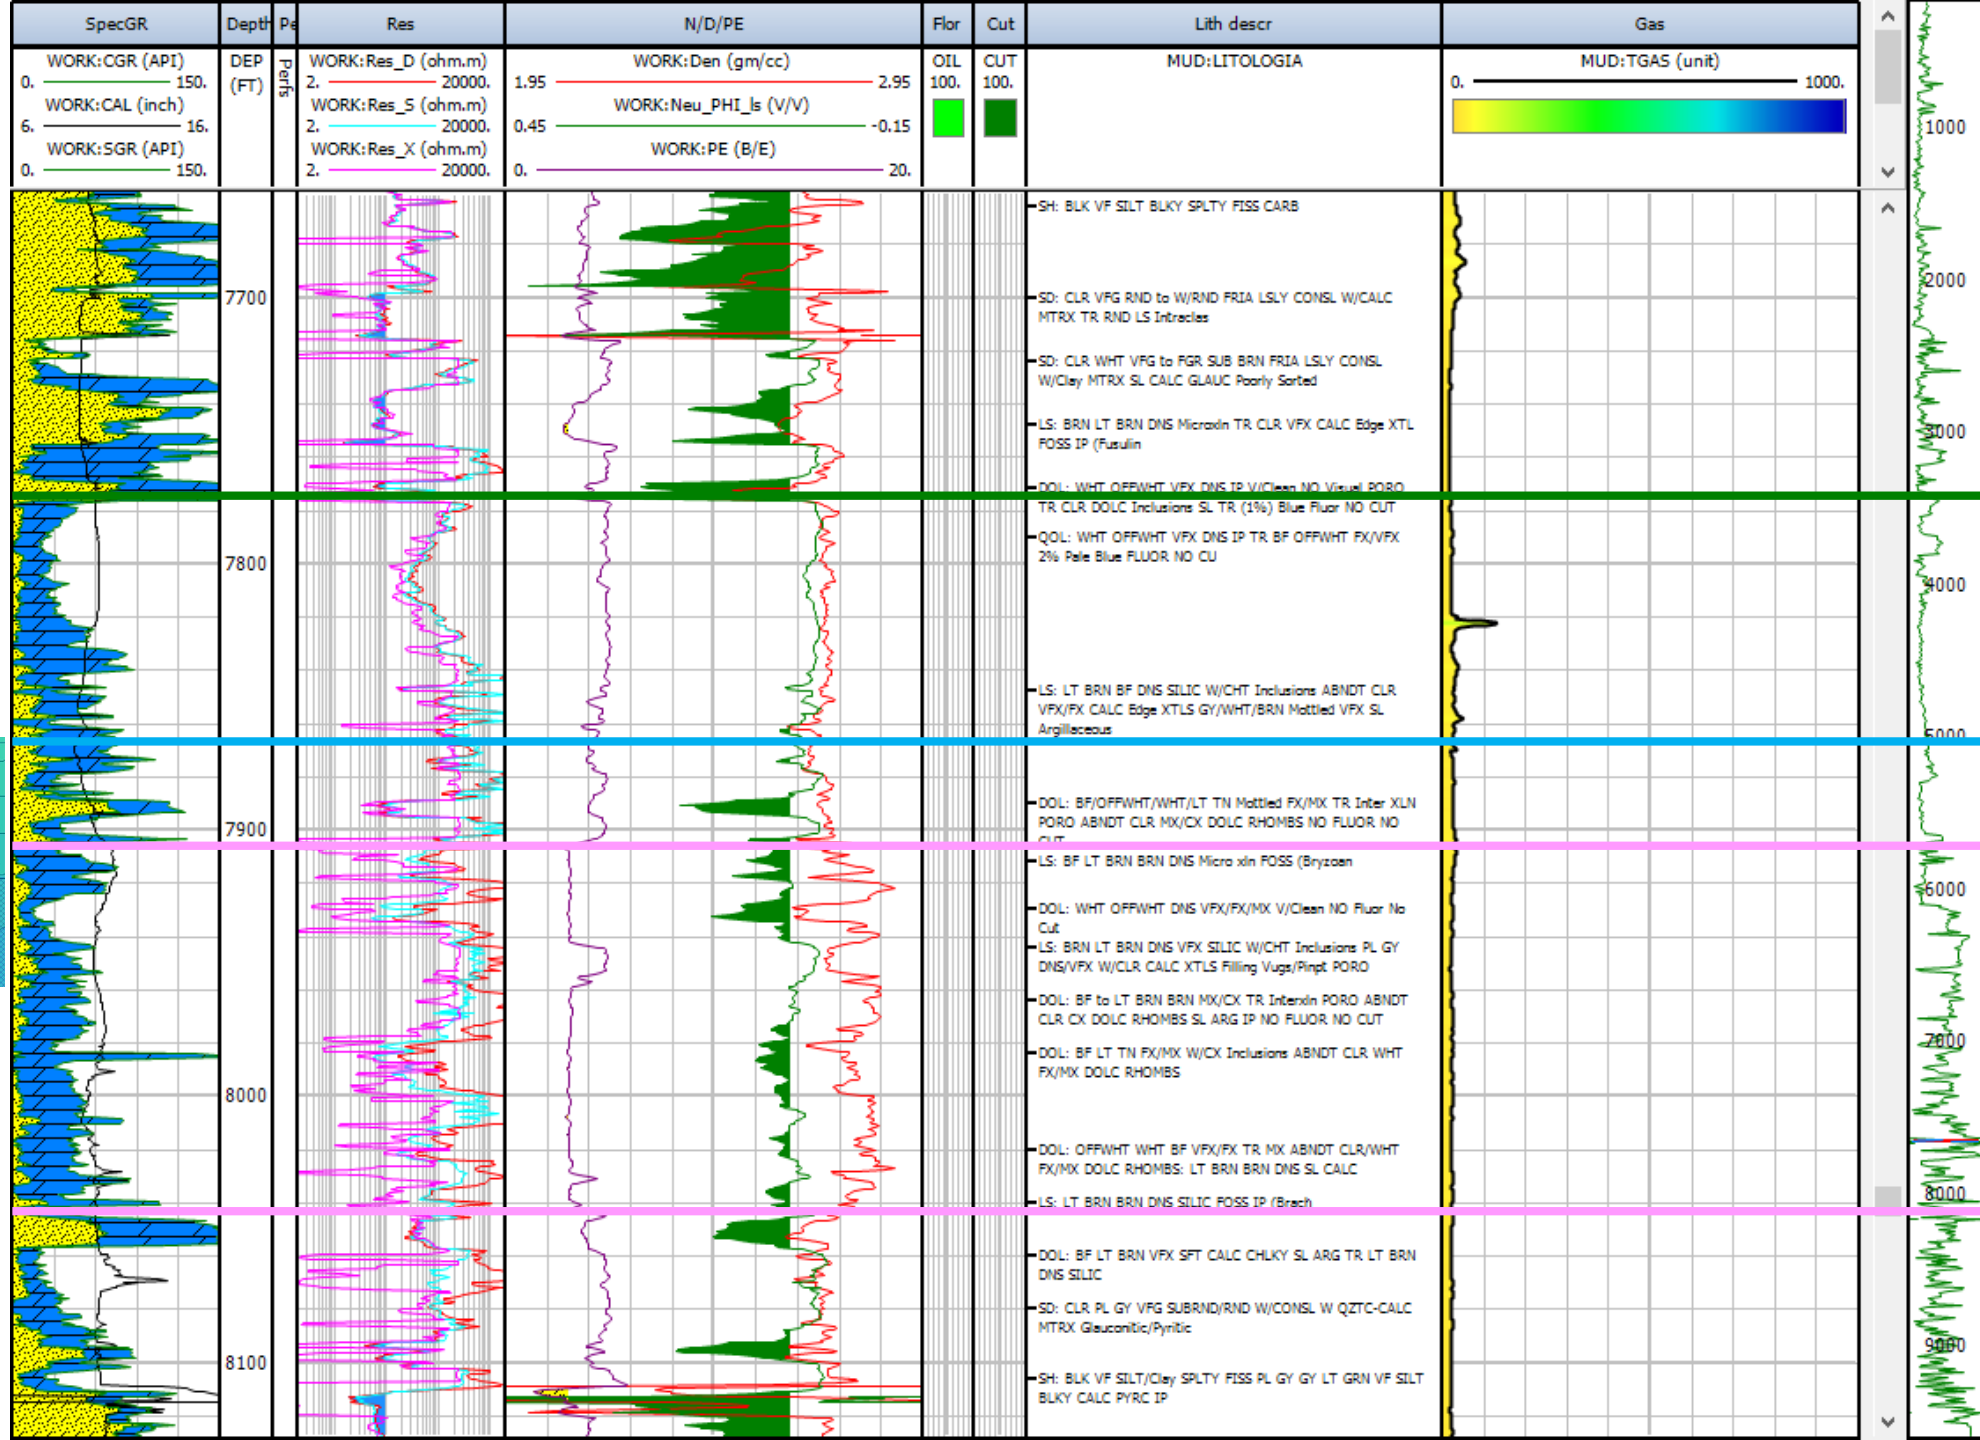 SpecGR Depth Pe Res N/D/PE Flor Cut Lith descr Gas
WORK:CGR (API)
0. 150.
WORK:CAL (inch)
6. 16.
WORK:SGR (API)
0. 150.
DEP
(FT)
Perfs
WORK:Res_D (ohm.m)
2. 20000.
WORK:Res_S (ohm.m)
2. 20000.
WORK:Res_X (ohm.m)
2. 20000.
WORK:Den (gm/cc)
1.95 2.95
WORK:Neu_PHI_ls (V/V)
0.45 -0.15
WORK:PE (B/E)
0. 20.
OIL
100.
CUT
100.
MUD:LITOLOGIA
MUD:TGAS (unit)
0. 1000.
7700
7800
7900
8000
8100
SH: BLK VF SILT BLKY SPLTY FISS CARB
SD: CLR VFG RND to W/RND FRIA LSLY CONSL W/CALC
MTRX TR RND LS Intraclas
SD: CLR WHT VFG to FGR SUB BRN FRIA LSLY CONSL
W/Clay MTRX SL CALC GLAUC Poorly Sorted
LS: BRN LT BRN DNS Microxln TR CLR VFX CALC Edge XTL
FOSS IP (Fusulin
DOL: WHT OFFWHT VFX DNS IP V/Clean NO Visual PORO
TR CLR DOLC Inclusions SL TR (1%) Blue Fluor NO CUT
QOL: WHT OFFWHT VFX DNS IP TR BF OFFWHT FX/VFX
2% Pale Blue FLUOR NO CU
LS: LT BRN BF DNS SILIC W/CHT Inclusions ABNDT CLR
VFX/FX CALC Edge XTLS GY/WHT/BRN Mottled VFX SL
Argillaceous
DOL: BF/OFFWHT/WHT/LT TN Mottled FX/MX TR Inter XLN
PORO ABNDT CLR MX/CX DOLC RHOMBS NO FLUOR NO
CUT
LS: BF LT BRN BRN DNS Micro xln FOSS (Bryzoan
DOL: WHT OFFWHT DNS VFX/FX/MX V/Clean NO Fluor No
Cut
LS: BRN LT BRN DNS VFX SILIC W/CHT Inclusions PL GY
DNS/VFX W/CLR CALC XTLS Filling Vugs/Pinpt PORO
DOL: BF to LT BRN BRN MX/CX TR Interxln PORO ABNDT
CLR CX DOLC RHOMBS SL ARG IP NO FLUOR NO CUT
DOL: BF LT TN FX/MX W/CX Inclusions ABNDT CLR WHT
FX/MX DOLC RHOMBS
DOL: OFFWHT WHT BF VFX/FX TR MX ABNDT CLR/WHT
FX/MX DOLC RHOMBS: LT BRN BRN DNS SL CALC
LS: LT BRN BRN DNS SILIC FOSS IP (Brach
DOL: BF LT BRN VFX SFT CALC CHLKY SL ARG TR LT BRN
DNS SILIC
SD: CLR PL GY VFG SUBRND/RND W/CONSL W QZTC-CALC
MTRX Glauconitic/Pyritic
SH: BLK VF SILT/Clay SPLTY FISS PL GY GY LT GRN VF SILT
BLKY CALC PYRC IP
1000
2000
3000
4000
5000
6000
7000
8000
9000